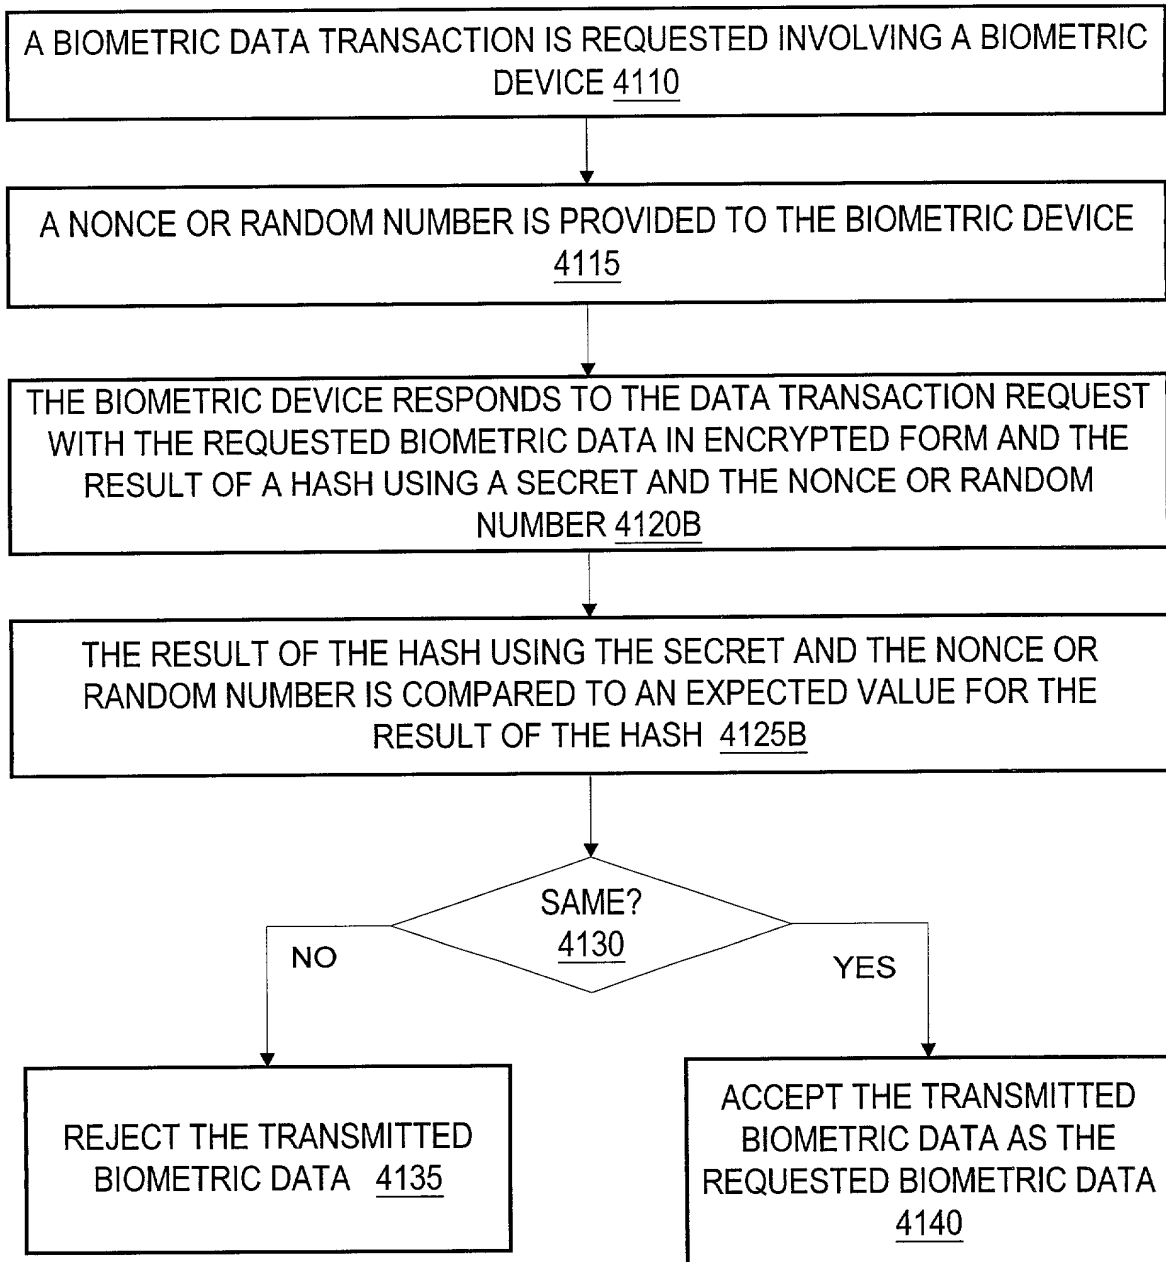 A BIOMETRIC DATA TRANSACTION IS REQUESTED INVOLVING A BIOMETRIC
DEVICE 4110
A NONCE OR RANDOM NUMBER IS PROVIDED TO THE BIOMETRIC DEVICE
4115
THE BIOMETRIC DEVICE RESPONDS TO THE DATA TRANSACTION REQUEST
WITH THE REQUESTED BIOMETRIC DATA IN ENCRYPTED FORM AND THE
RESULT OF A HASH USING A SECRET AND THE NONCE OR RANDOM
NUMBER 4120B
THE RESULT OF THE HASH USING THE SECRET AND THE NONCE OR
RANDOM NUMBER IS COMPARED TO AN EXPECTED VALUE FOR THE
RESULT OF THE HASH 4125B
SAME?
4130
NO
YES
REJECT THE TRANSMITTED
BIOMETRIC DATA 4135
ACCEPT THE TRANSMITTED
BIOMETRIC DATA AS THE
REQUESTED BIOMETRIC DATA
4140